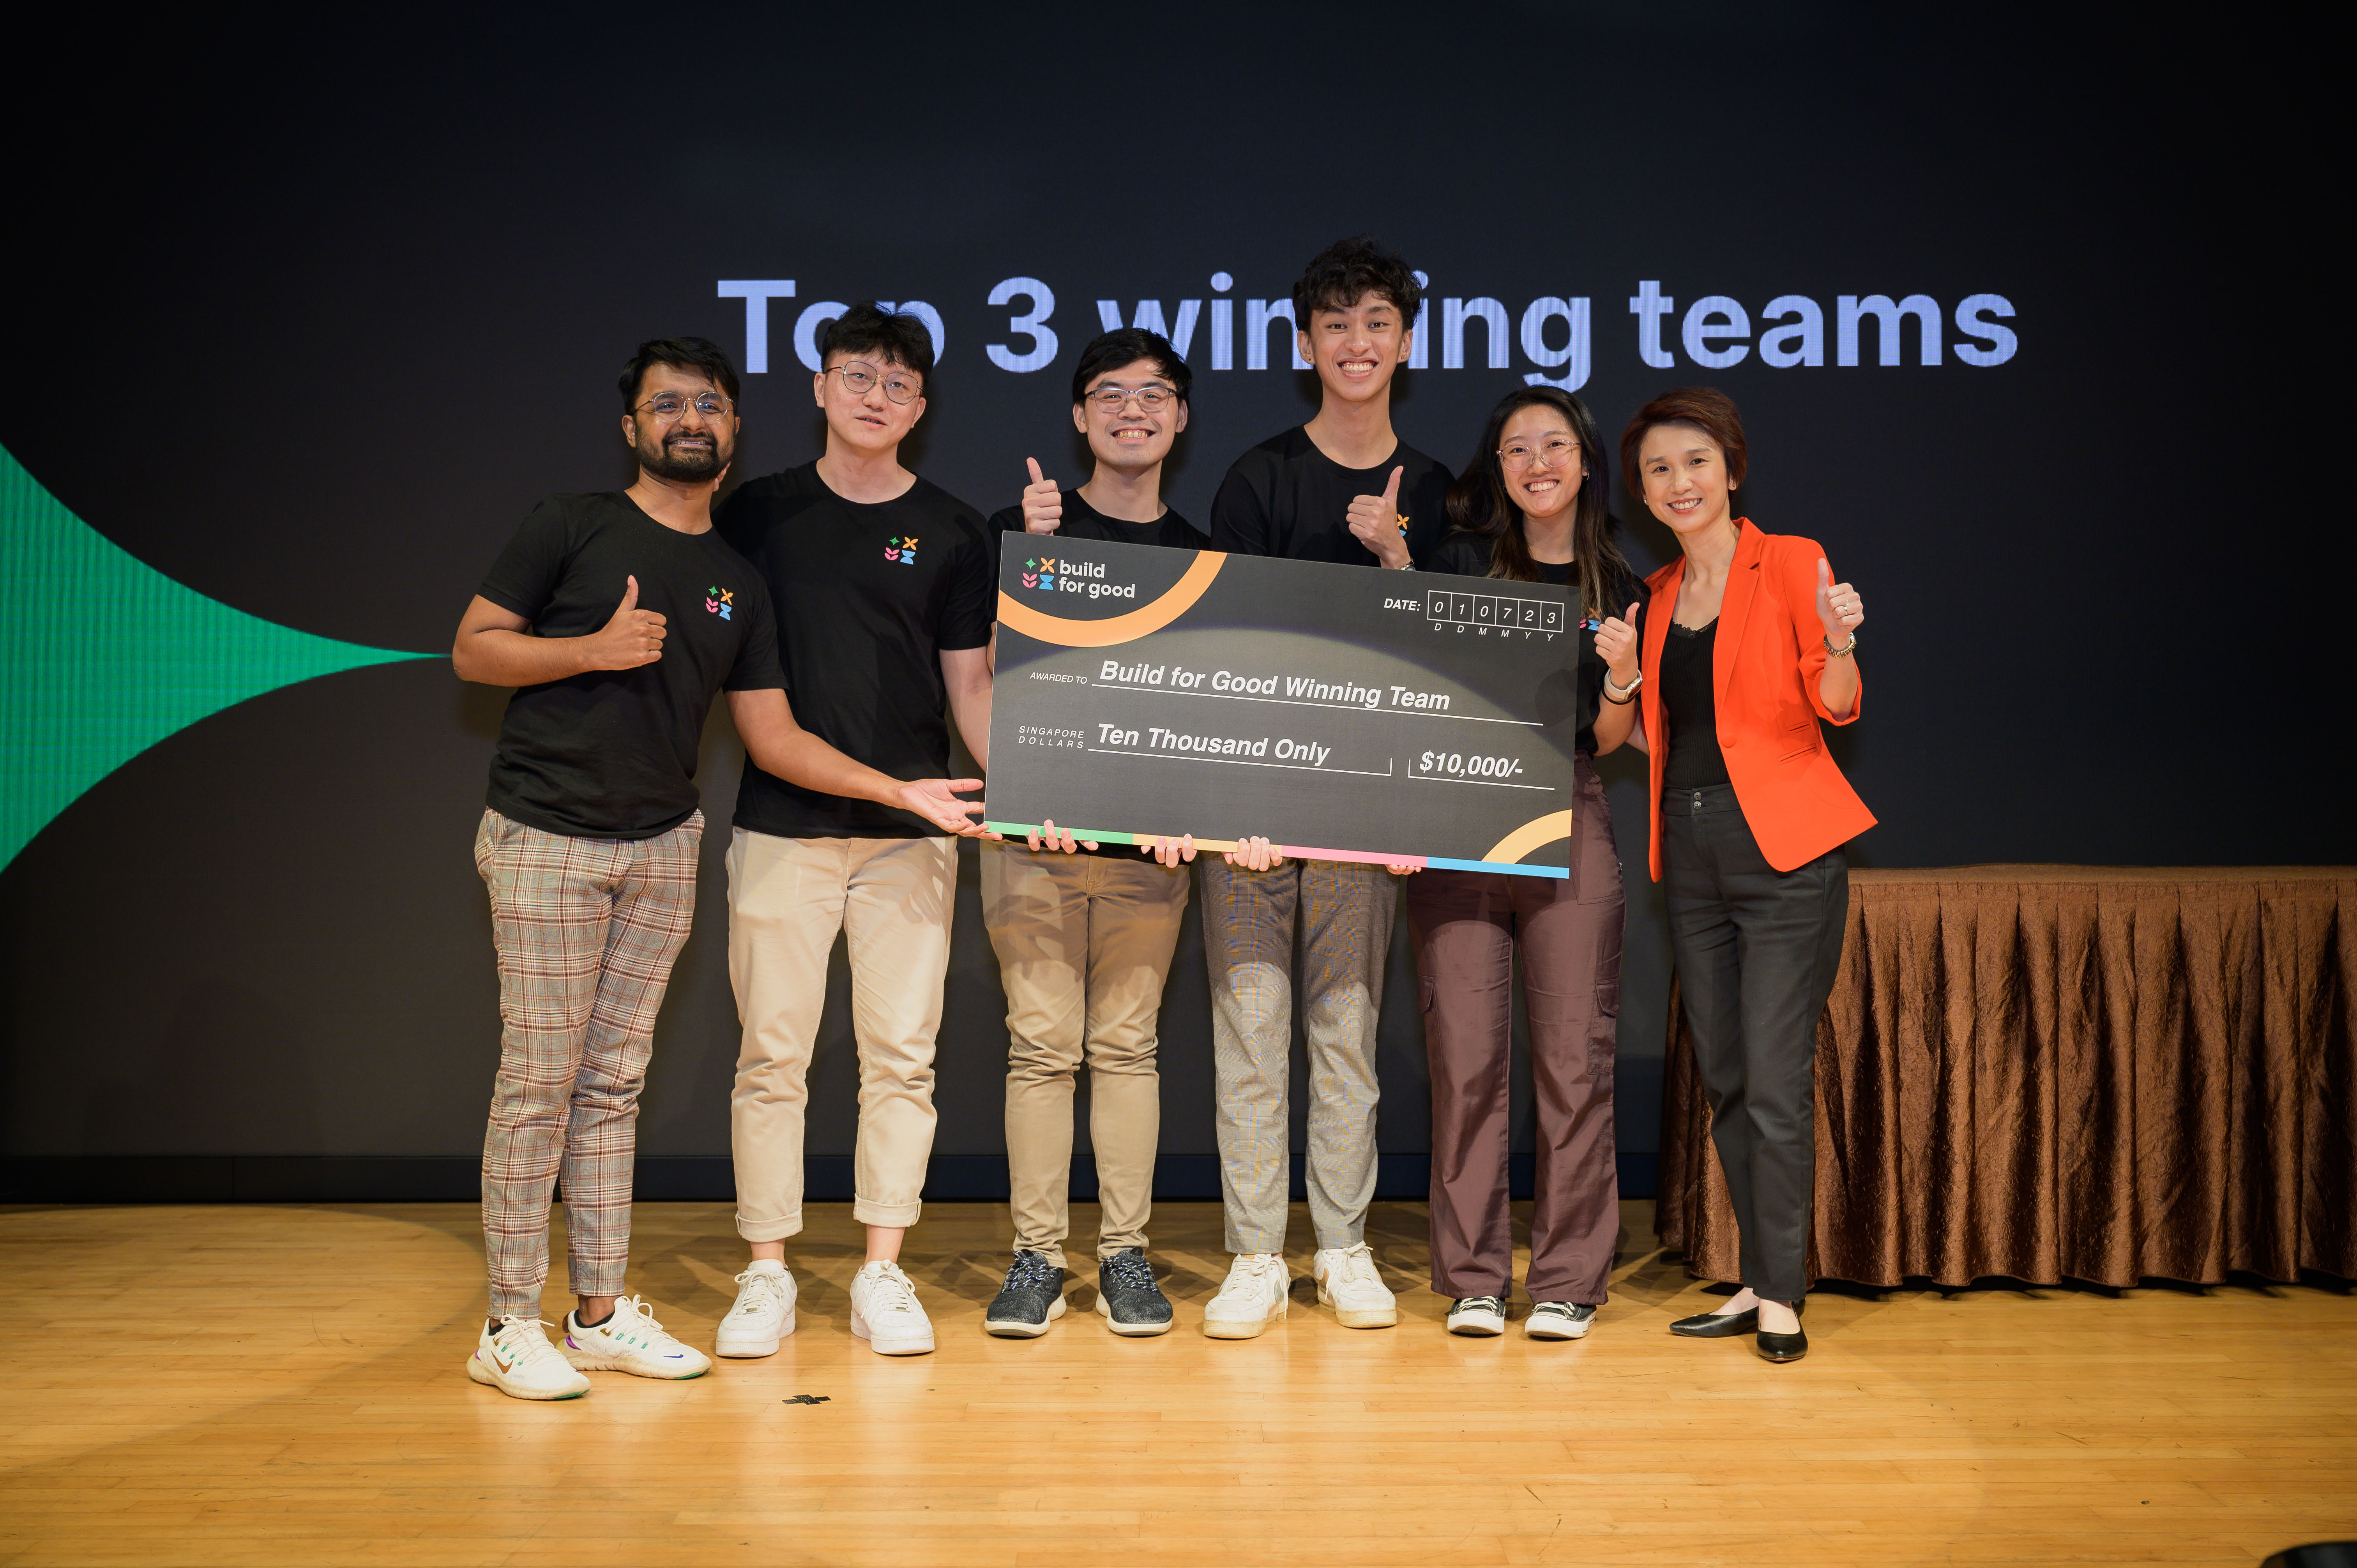 Top 3 winning teams
build
for good
DATE: 0 1 0 7 2 3
D D M M Y Y
AWARDED TO Build for Good Winning Team
SINGAPORE
DOLLARS
Ten Thousand Only $10,000/-